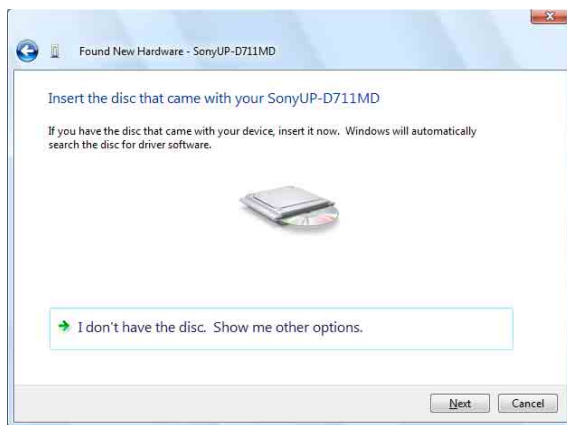 Found New Hardware - SonyUP-D711MD
Insert the disc that came with your SonyUP-D711MD
If you have the disc that came with your device, insert it now. Windows will automatically
search the disc for driver software.
I don't have the disc. Show me other options.
Next Cancel